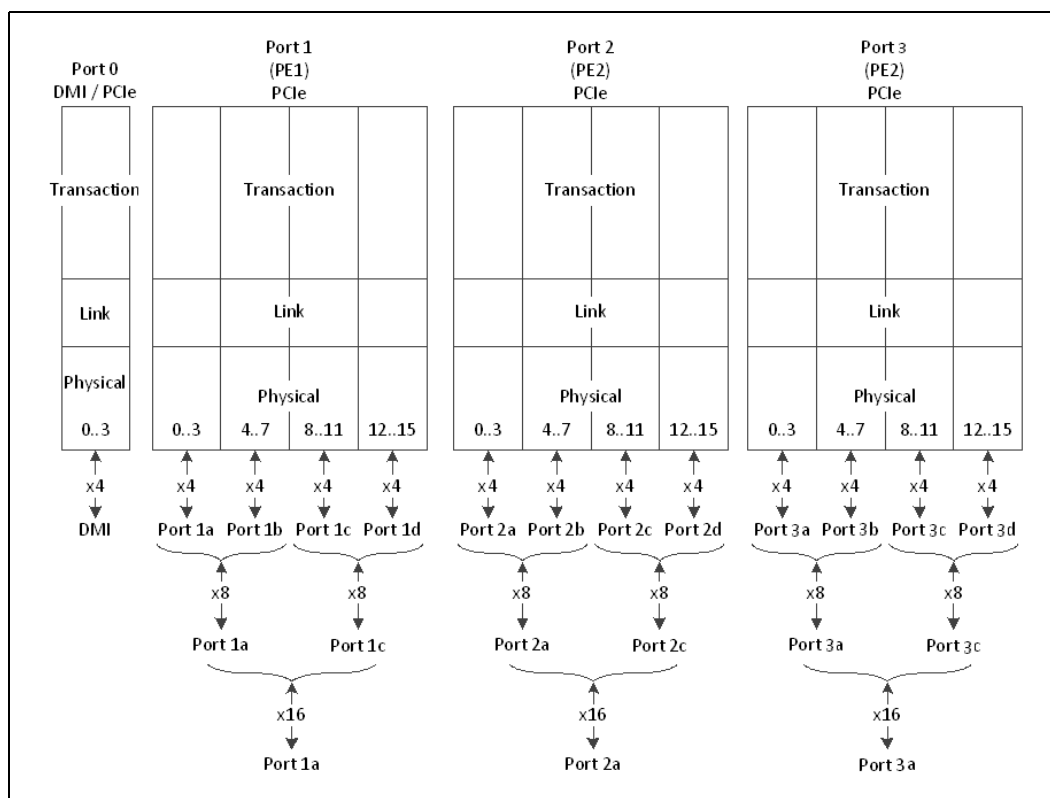 Port 0
DMI / PCIe
Port 1
(PE1)
PCIe
Port 2
(PE2)
PCIe
Port 3
(PE2)
PCIe
Transaction Transaction Transaction Transaction
Link Link Link Link
Physical Physical Physical Physical
0..3 0..3 4..7 8..11 12..15 0..3 4..7 8..11 12..15 0..3 4..7 8..11 12..15
x4 x4 x4 x4 x4 x4 x4 x4 x4 x4 x4 x4 x4
DMI Port 1a Port 1b Port 1c Port 1d Port 2a Port 2b Port 2c Port 2d Port 3a Port 3b Port 3c Port 3d
x8 x8 x8 x8 x8 x8
Port 1a Port 1c Port 2a Port 2c Port 3a Port 3c
x16 x16 x16
Port 1a Port 2a Port 3a